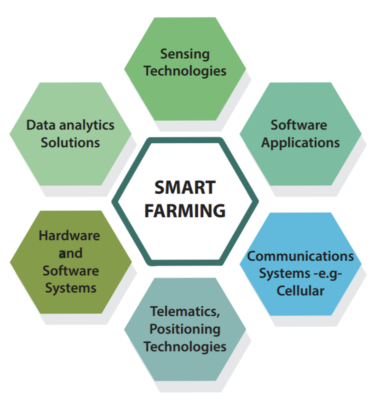 Sensing
Technologies
Data analytics
Solutions
Software
Applications
SMART
FARMING
Hardware
and
Software
Systems
Communications
Systems -e.g-
Cellular
Telematics,
Positioning
Technologies